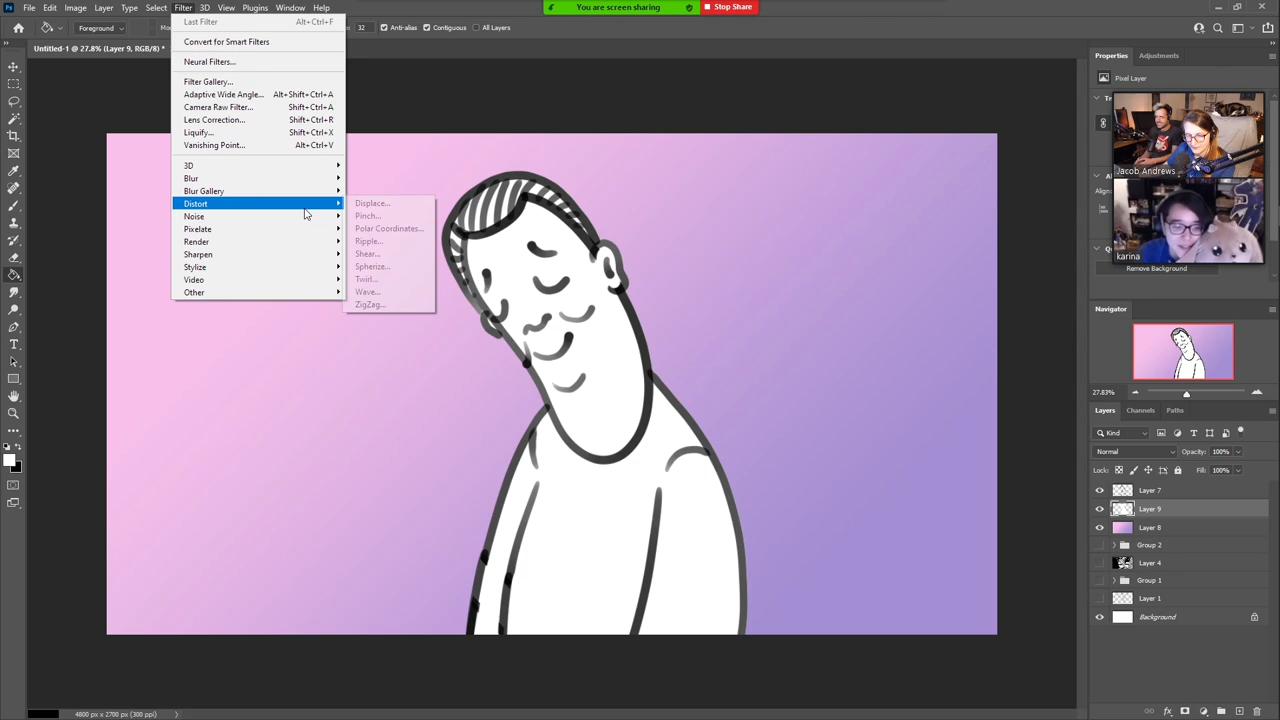 Ps File Edit Image Layer Type Select Filter 3D View Plugins Window Help
You are screen sharing
Stop Share
Foreground
32
Anti-alias
Contiguous
All Layers
Untitled-1 @ 27.8% (Layer 9, RGB/8) *
Last Filter Alt+Ctrl+F
Convert for Smart Filters
Neural Filters...
Filter Gallery...
Adaptive Wide Angle... Alt+Shift+Ctrl+A
Camera Raw Filter... Shift+Ctrl+A
Lens Correction... Shift+Ctrl+R
Liquify... Shift+Ctrl+X
Vanishing Point... Alt+Ctrl+V
3D
Blur
Blur Gallery
Distort
Noise
Pixelate
Render
Sharpen
Stylize
Video
Other
Displace...
Pinch...
Polar Coordinates...
Ripple...
Shear...
Spherize...
Twirl...
Wave...
ZigZag...
Properties Adjustments
Pixel Layer
Jacob Andrews
karina
Remove Background
Navigator
27.83%
Layers Channels Paths
Kind
Normal Opacity: 100%
Lock: Fill: 100%
Layer 7
Layer 9
Layer 8
Group 2
Layer 4
Group 1
Layer 1
Background
fx
4800 px x 2700 px (300 ppi)